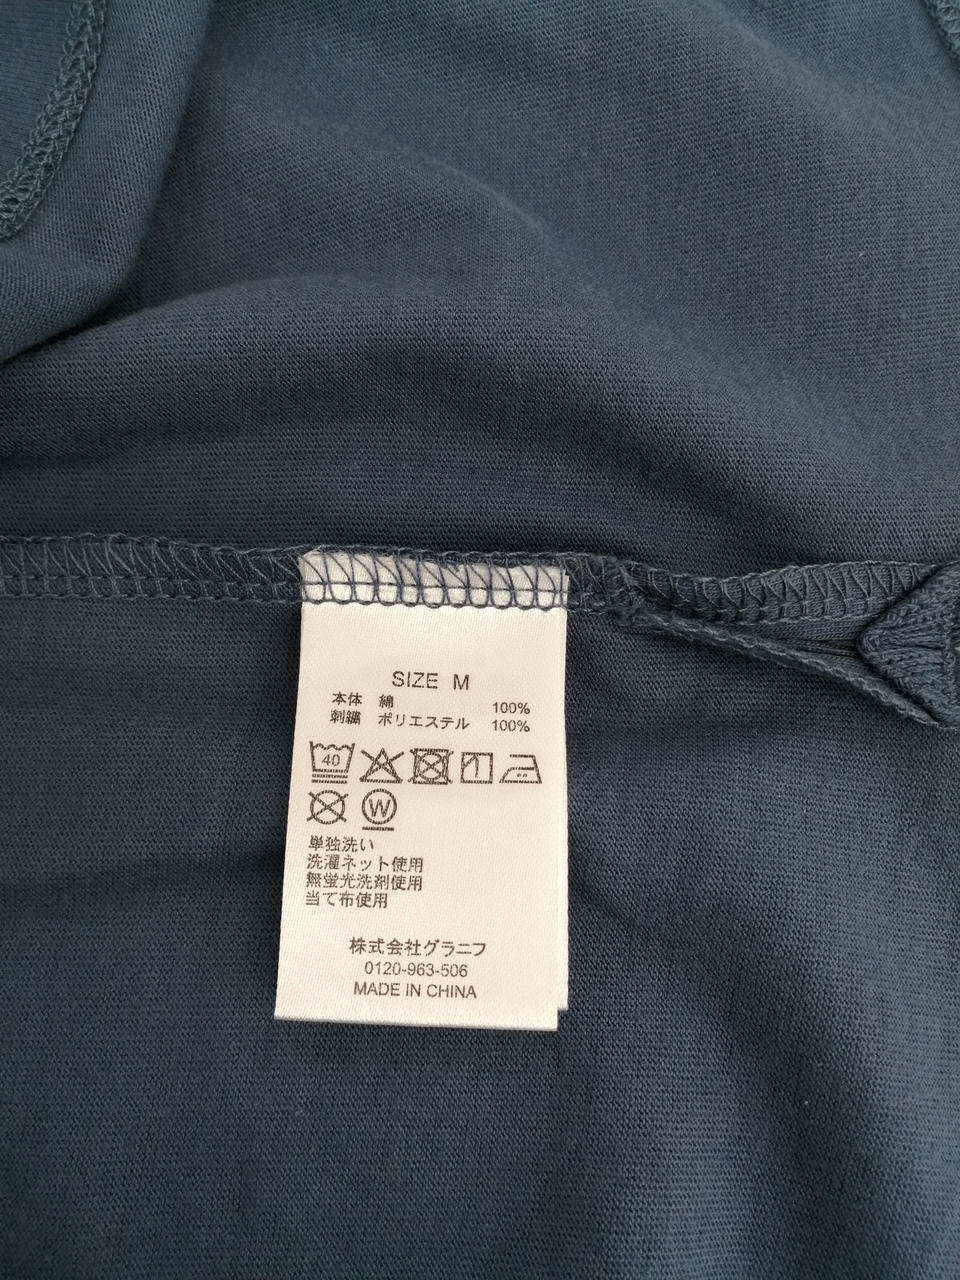 SIZE M
本体 綿 100%
刺繍 ポリエステル 100%
40
W
単独洗い
洗濯ネット使用
無蛍光洗剤使用
当て布使用
株式会社グラニフ
0120-963-506
MADE IN CHINA